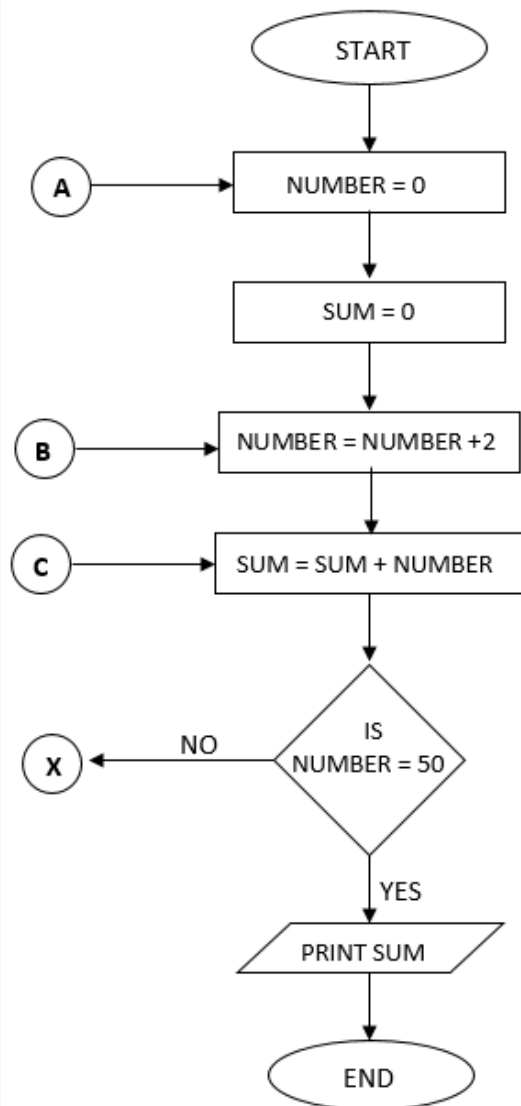 START
A
NUMBER = 0
SUM = 0
B
NUMBER = NUMBER +2
C
SUM = SUM + NUMBER
IS
NUMBER = 50
NO
X
YES
PRINT SUM
END